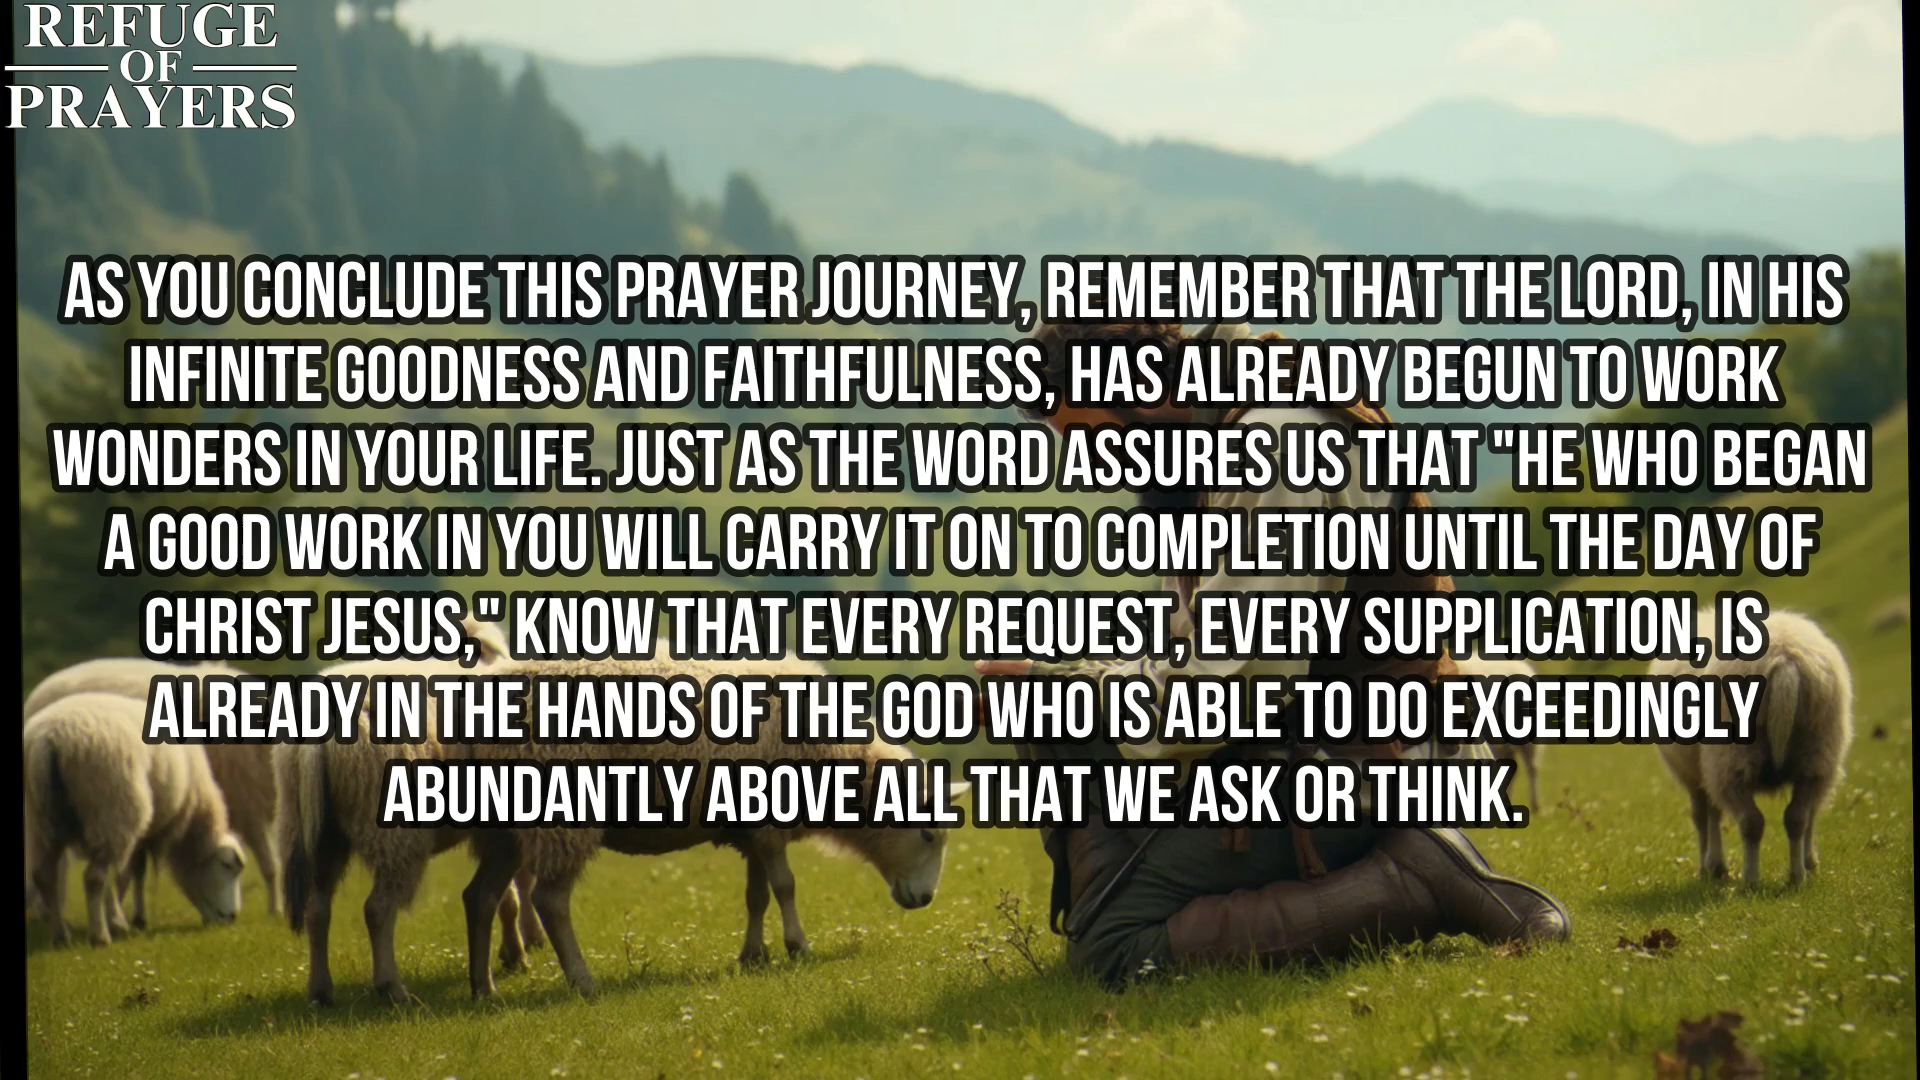 REFUGE
OF
PRAYERS
AS YOU CONCLUDE THIS PRAYER JOURNEY, REMEMBER THAT THE LORD, IN HIS
INFINITE GOODNESS AND FAITHFULNESS, HAS ALREADY BEGUN TO WORK
WONDERS IN YOUR LIFE. JUST AS THE WORD ASSURES US THAT "HE WHO BEGAN
A GOOD WORK IN YOU WILL CARRY IT ON TO COMPLETION UNTIL THE DAY OF
CHRIST JESUS," KNOW THAT EVERY REQUEST, EVERY SUPPLICATION, IS
ALREADY IN THE HANDS OF THE GOD WHO IS ABLE TO DO EXCEEDINGLY
ABUNDANTLY ABOVE ALL THAT WE ASK OR THINK.